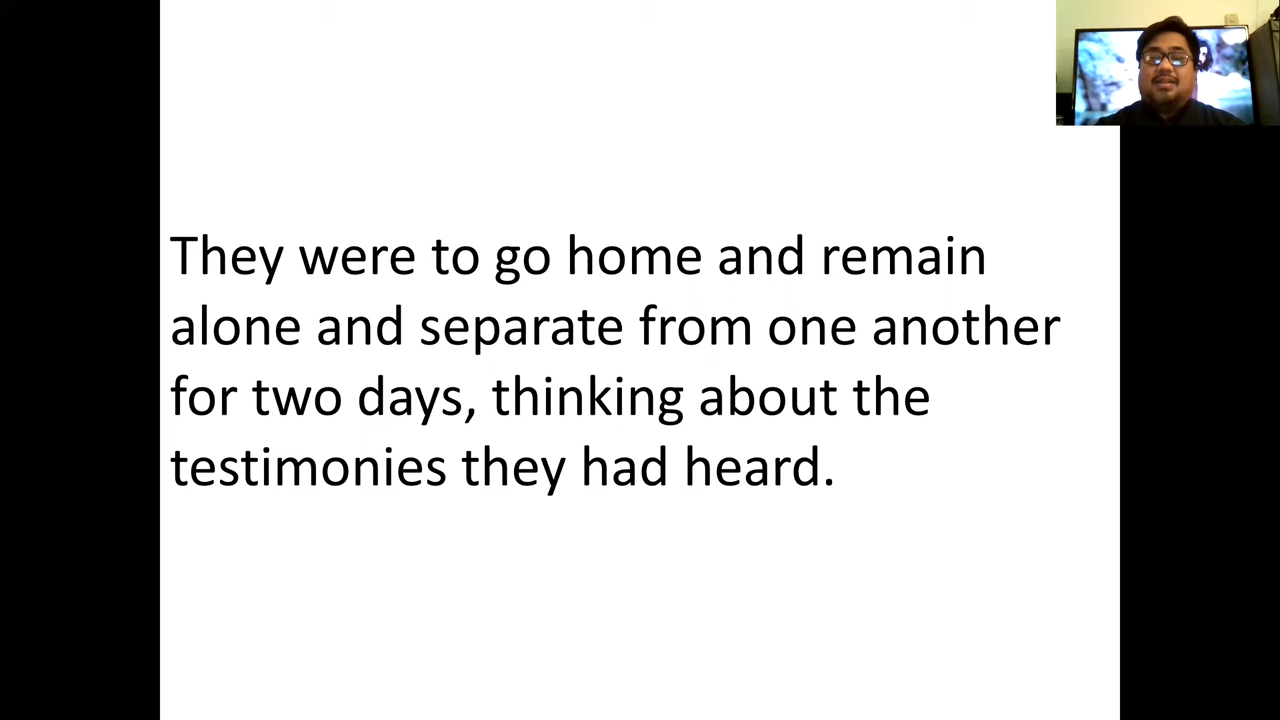 They were to go home and remain
alone and separate from one another
for two days, thinking about the
testimonies they had heard.